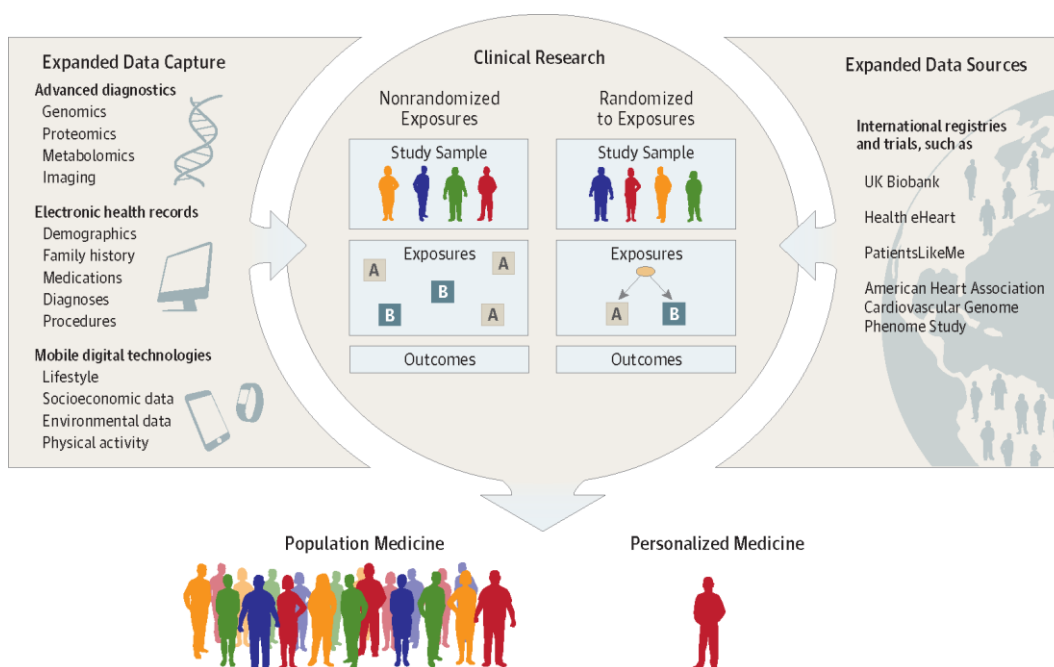 Expanded Data Capture
Advanced diagnostics
Genomics
Proteomics
Metabolomics
Imaging
Electronic health records
Demographics
Family history
Medications
Diagnoses
Procedures
Mobile digital technologies
Lifestyle
Socioeconomic data
Environmental data
Physical activity
Clinical Research
Nonrandomized
Exposures
Study Sample
Exposures
A
A
B
B
A
Outcomes
Randomized
to Exposures
Study Sample
Exposures
A
B
Outcomes
Expanded Data Sources
International registries
and trials, such as
UK Biobank
Health eHeart
PatientsLikeMe
American Heart Association
Cardiovascular Genome
Phenome Study
Population Medicine
Personalized Medicine